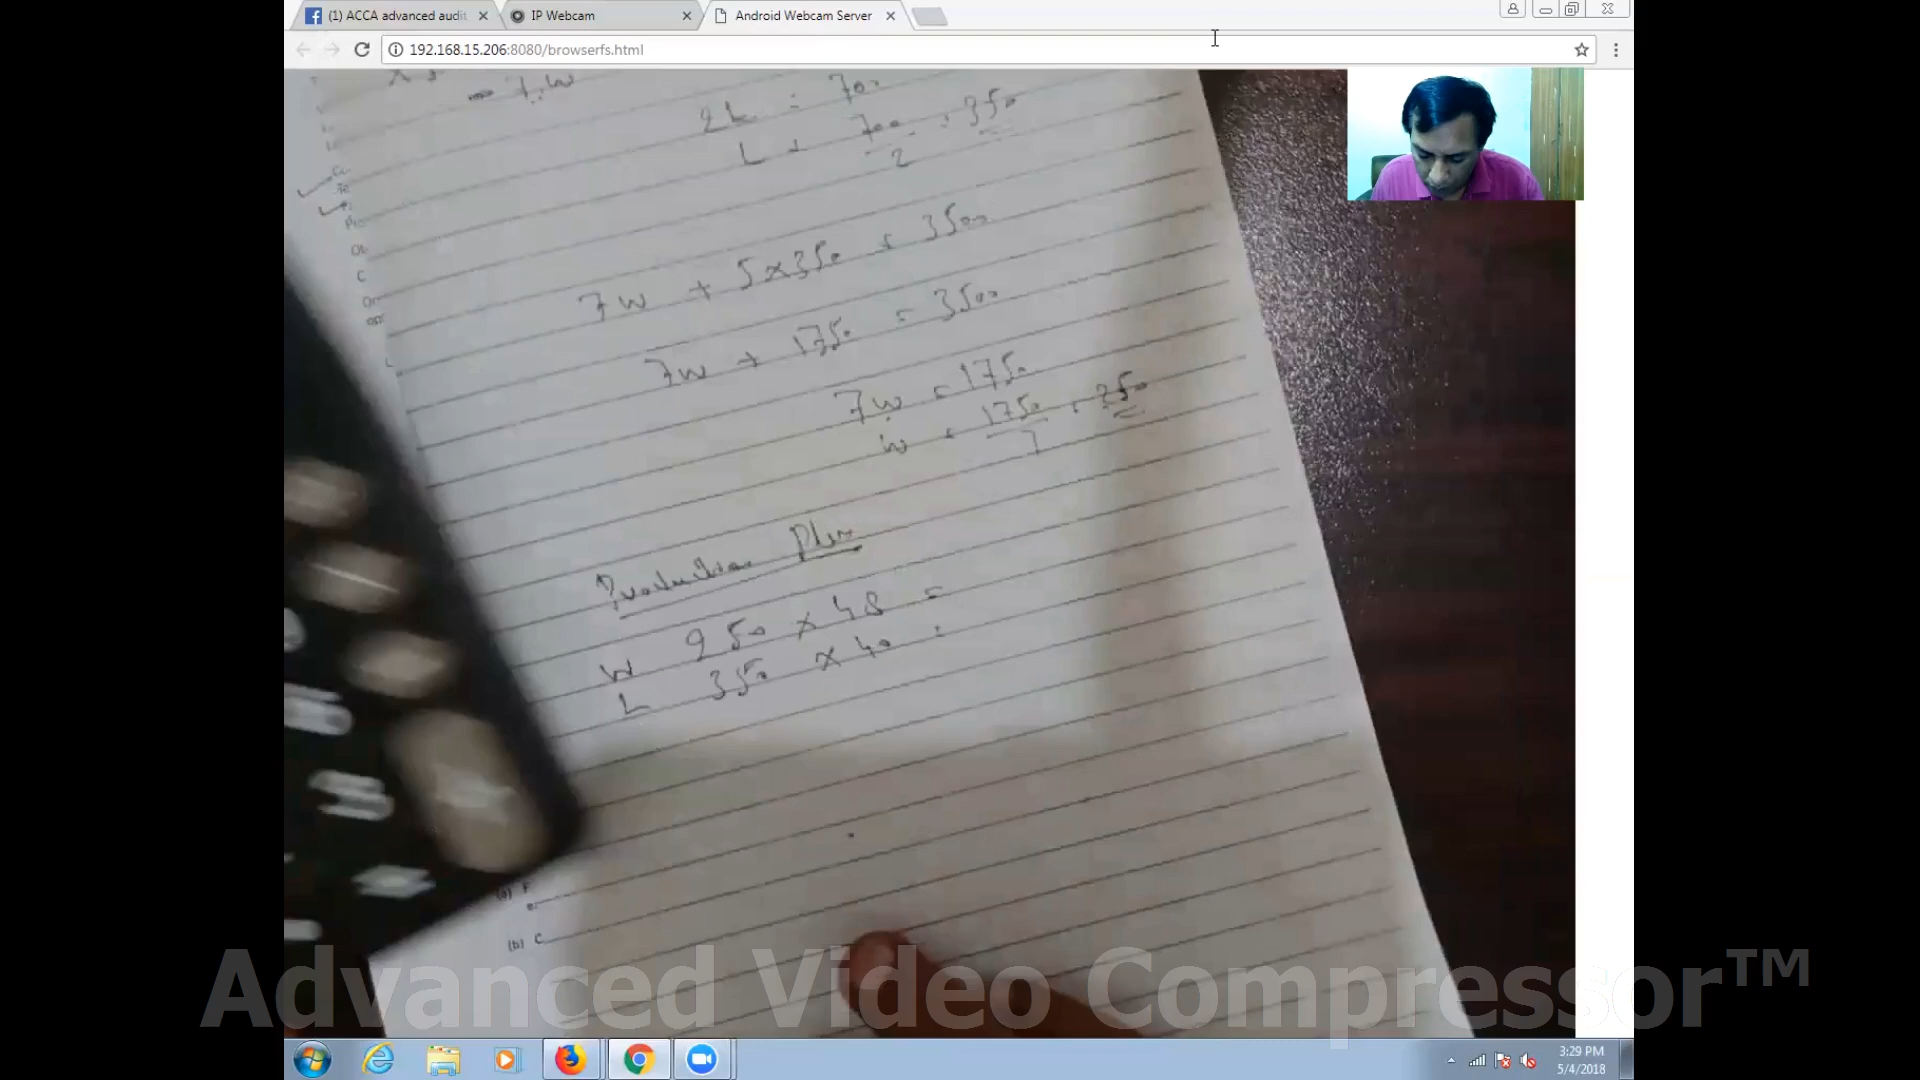 (1) ACCA advanced audit
IP Webcam
Android Webcam Server
192.168.15.206:8080/browserfs.html
7W
2L = 700
L = 700/2 = 350
7W + 5x350 = 3500
7W + 1750 = 3500
7W = 1750
W = 1750/7 = 250
Production Plan
W 250 x 48 =
L 350 x 40 =
(b) C
Advanced Video Compressor™
3:29 PM
5/4/2018